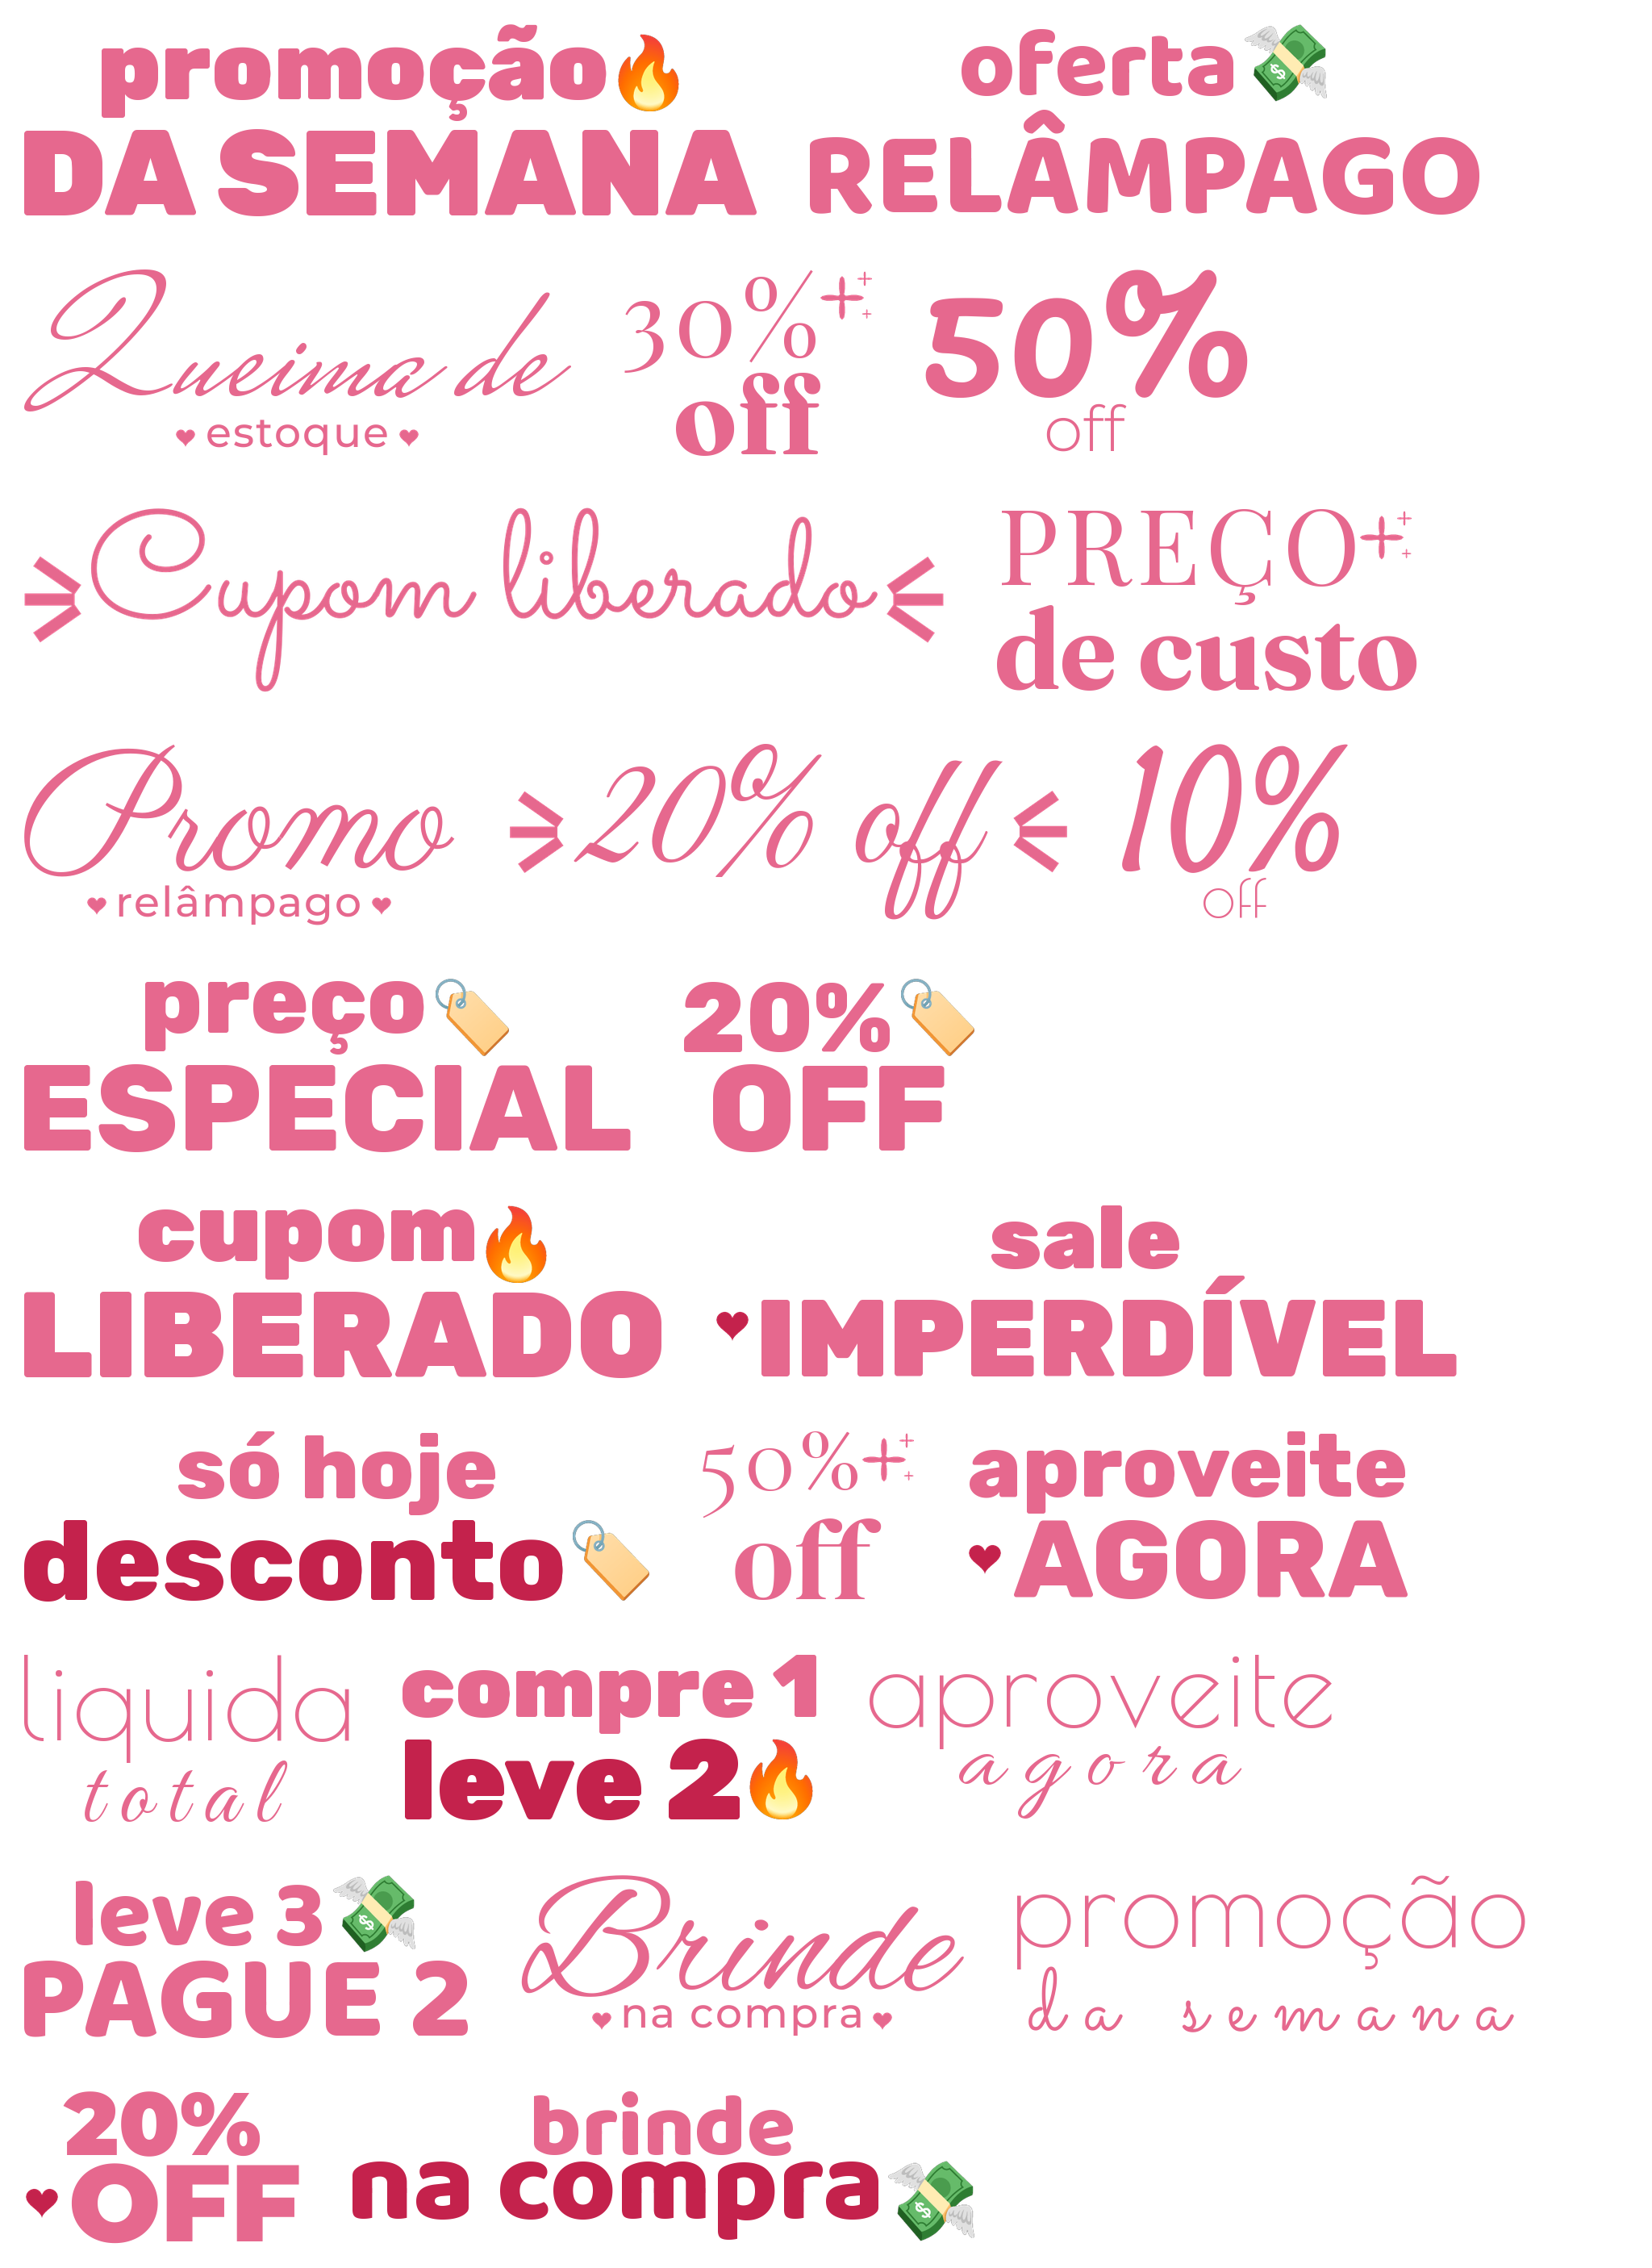 promoção🔥
DA SEMANA
oferta💸
RELÂMPAGO
Queima de
♥ estoque ♥
30%
off
50%
off
Cupom liberado
PREÇO
de custo
Promo
♥ relâmpago ♥
20% off
10%
off
preço🏷️
ESPECIAL
20%🏷️
OFF
cupom🔥
LIBERADO
sale
♥IMPERDÍVEL
só hoje
desconto🏷️
50%
off
aproveite
♥AGORA
liquida
total
compre 1
leve 2🔥
aproveite
agora
leve 3💸
PAGUE 2
Brinde
♥ na compra ♥
promoção
da semana
20%
♥OFF
brinde
na compra💸